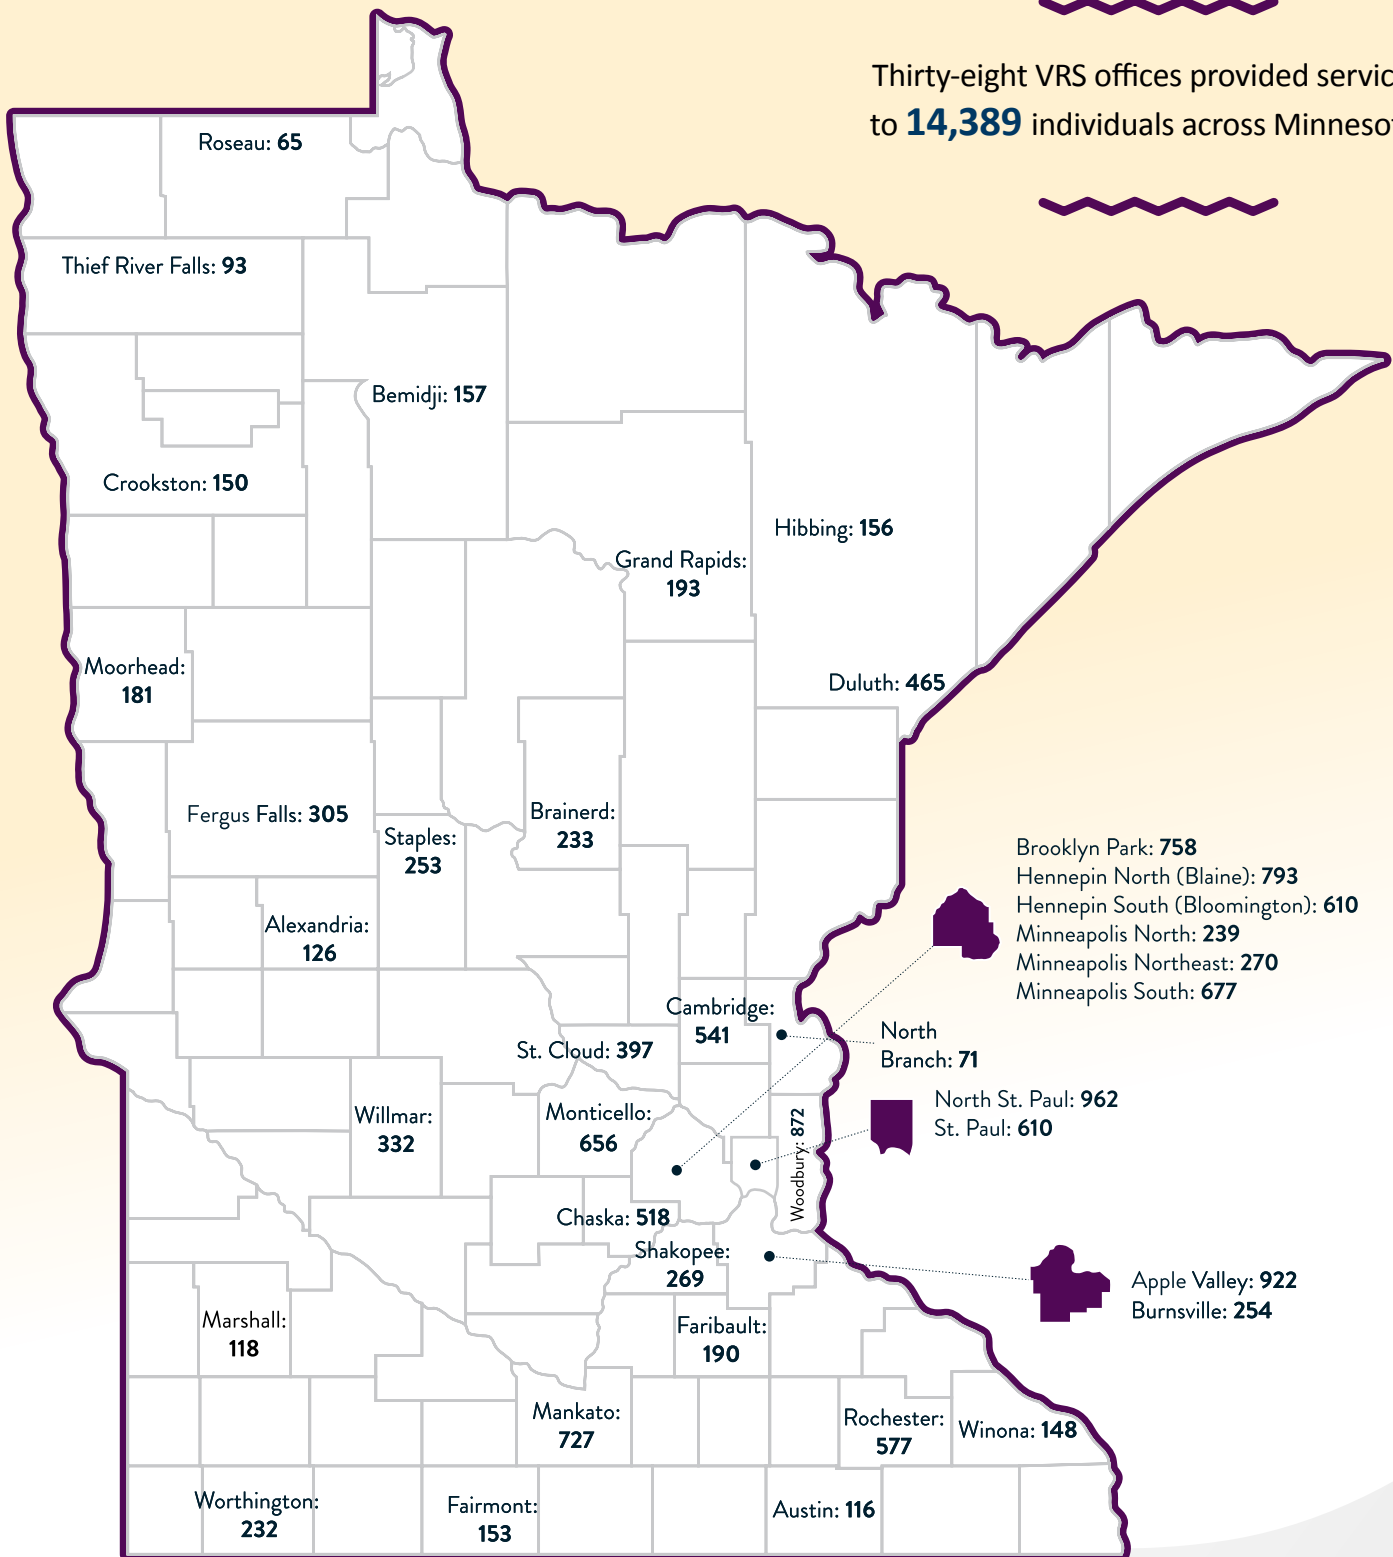 Thirty-eight VRS offices provided servic
to 14,389 individuals across Minnesot
Roseau: 65
Thief River Falls: 93
Bemidji: 157
Crookston: 150
Hibbing: 156
Grand Rapids:
193
Moorhead:
181
Duluth: 465
Fergus Falls: 305
Staples:
253
Brainerd:
233
Alexandria:
126
Brooklyn Park: 758
Hennepin North (Blaine): 793
Hennepin South (Bloomington): 610
Minneapolis North: 239
Minneapolis Northeast: 270
Minneapolis South: 677
Cambridge:
541
North
Branch: 71
St. Cloud: 397
North St. Paul: 962
St. Paul: 610
Willmar:
332
Monticello:
656
Woodbury: 872
Chaska: 518
Shakopee:
269
Apple Valley: 922
Burnsville: 254
Marshall:
118
Faribault:
190
Mankato:
727
Rochester:
577
Winona: 148
Worthington:
232
Fairmont:
153
Austin: 116